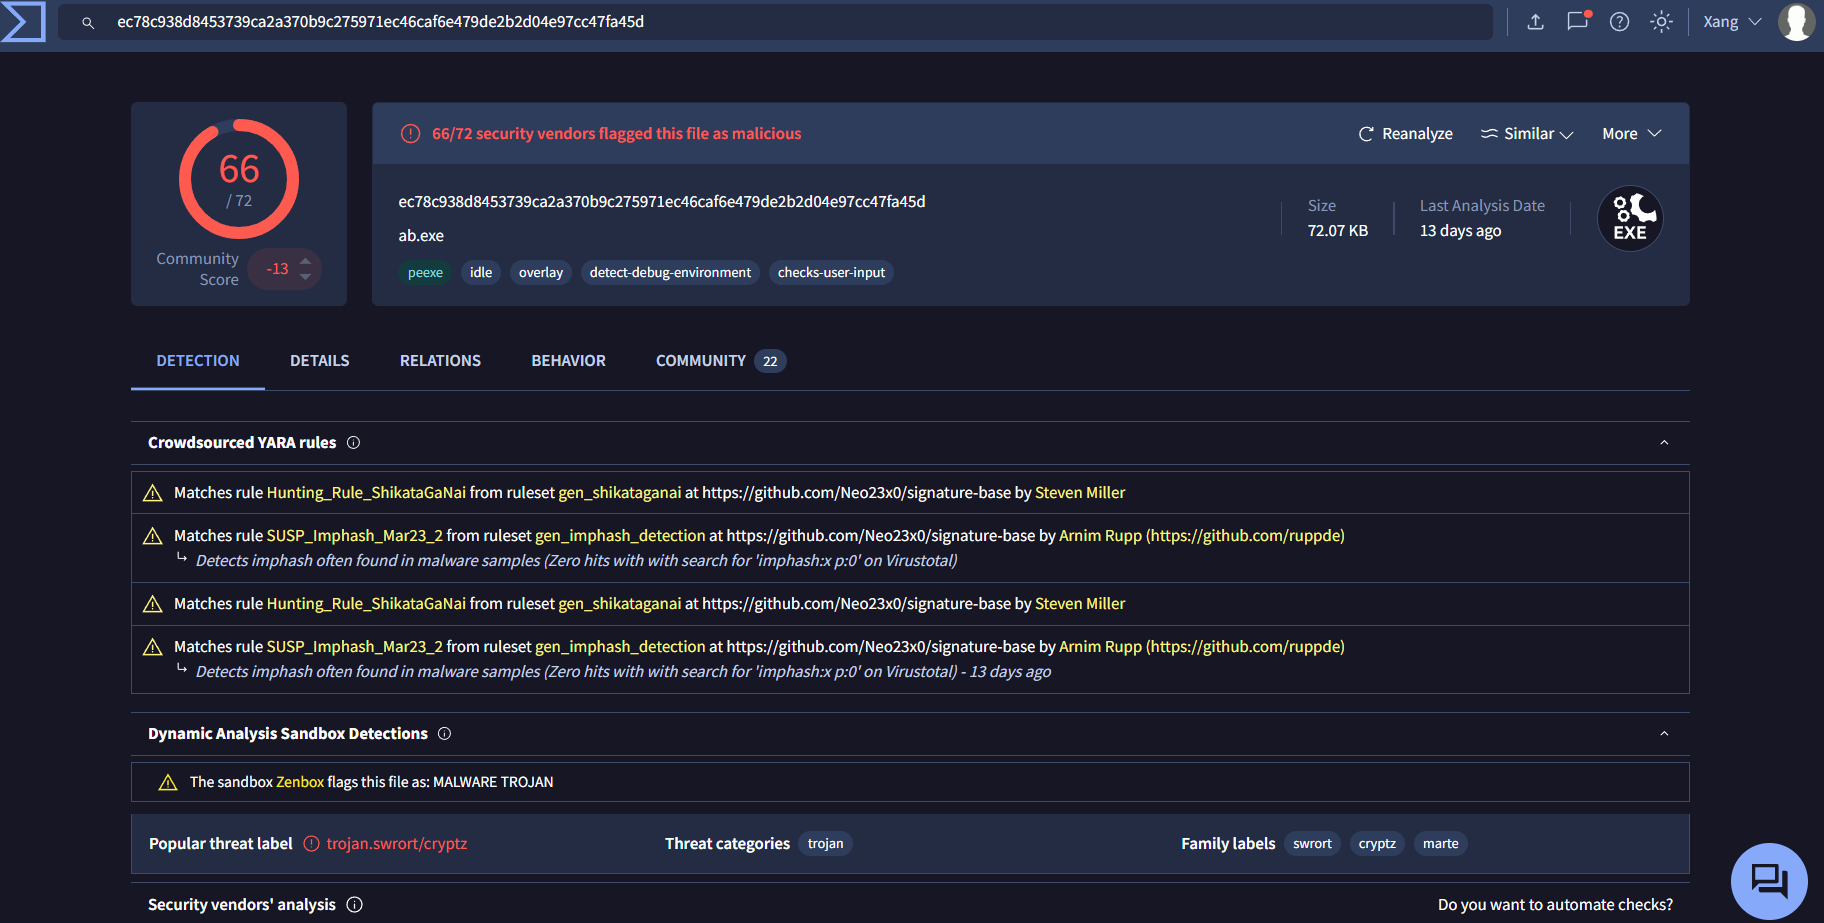 ec78c938d8453739ca2a370b9c275971ec46caf6e479de2b2d04e97cc47fa45d
Xang
66
/ 72
Community
Score
-13
66/72 security vendors flagged this file as malicious
Reanalyze
Similar
More
ec78c938d8453739ca2a370b9c275971ec46caf6e479de2b2d04e97cc47fa45d
ab.exe
peexe idle overlay detect-debug-environment checks-user-input
Size
72.07 KB
Last Analysis Date
13 days ago
EXE
DETECTION DETAILS RELATIONS BEHAVIOR COMMUNITY 22
Crowdsourced YARA rules
Matches rule Hunting_Rule_ShikataGaNai from ruleset gen_shikataganai at https://github.com/Neo23x0/signature-base by Steven Miller
Matches rule SUSP_Imphash_Mar23_2 from ruleset gen_imphash_detection at https://github.com/Neo23x0/signature-base by Arnim Rupp (https://github.com/ruppde)
Detects imphash often found in malware samples (Zero hits with with search for 'imphash:x p:0' on Virustotal)
Matches rule Hunting_Rule_ShikataGaNai from ruleset gen_shikataganai at https://github.com/Neo23x0/signature-base by Steven Miller
Matches rule SUSP_Imphash_Mar23_2 from ruleset gen_imphash_detection at https://github.com/Neo23x0/signature-base by Arnim Rupp (https://github.com/ruppde)
Detects imphash often found in malware samples (Zero hits with with search for 'imphash:x p:0' on Virustotal) - 13 days ago
Dynamic Analysis Sandbox Detections
The sandbox Zenbox flags this file as: MALWARE TROJAN
Popular threat label trojan.swrort/cryptz
Threat categories trojan
Family labels swrort cryptz marte
Security vendors' analysis
Do you want to automate checks?